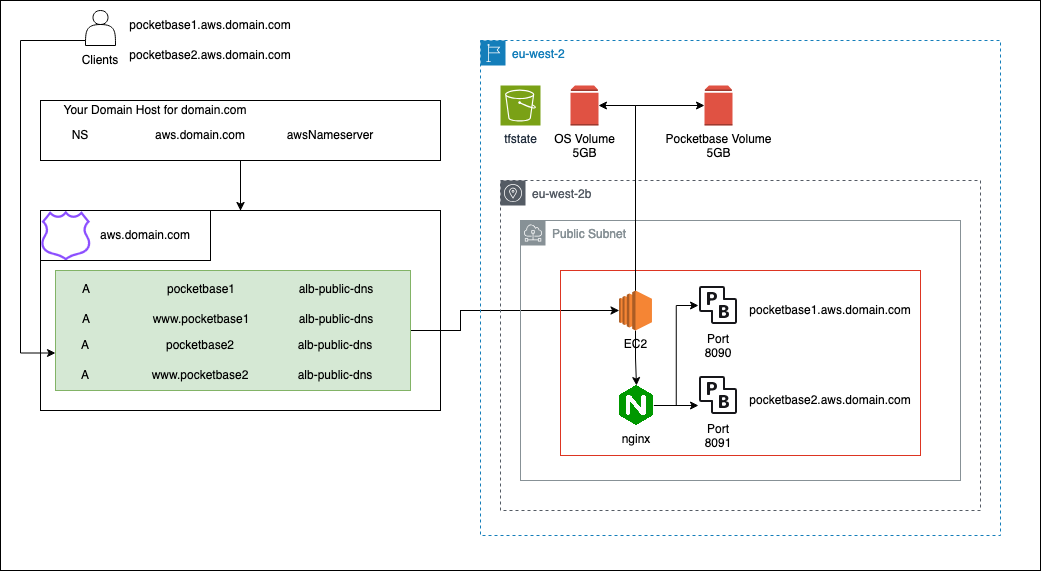 pocketbase1.aws.domain.com
pocketbase2.aws.domain.com
Clients
Your Domain Host for domain.com
NS aws.domain.com awsNameserver
aws.domain.com
A pocketbase1 alb-public-dns
A www.pocketbase1 alb-public-dns
A pocketbase2 alb-public-dns
A www.pocketbase2 alb-public-dns
eu-west-2
tfstate
OS Volume
5GB
Pocketbase Volume
5GB
eu-west-2b
Public Subnet
EC2
N
nginx
P
B
pocketbase1.aws.domain.com
Port
8090
P
B
pocketbase2.aws.domain.com
Port
8091